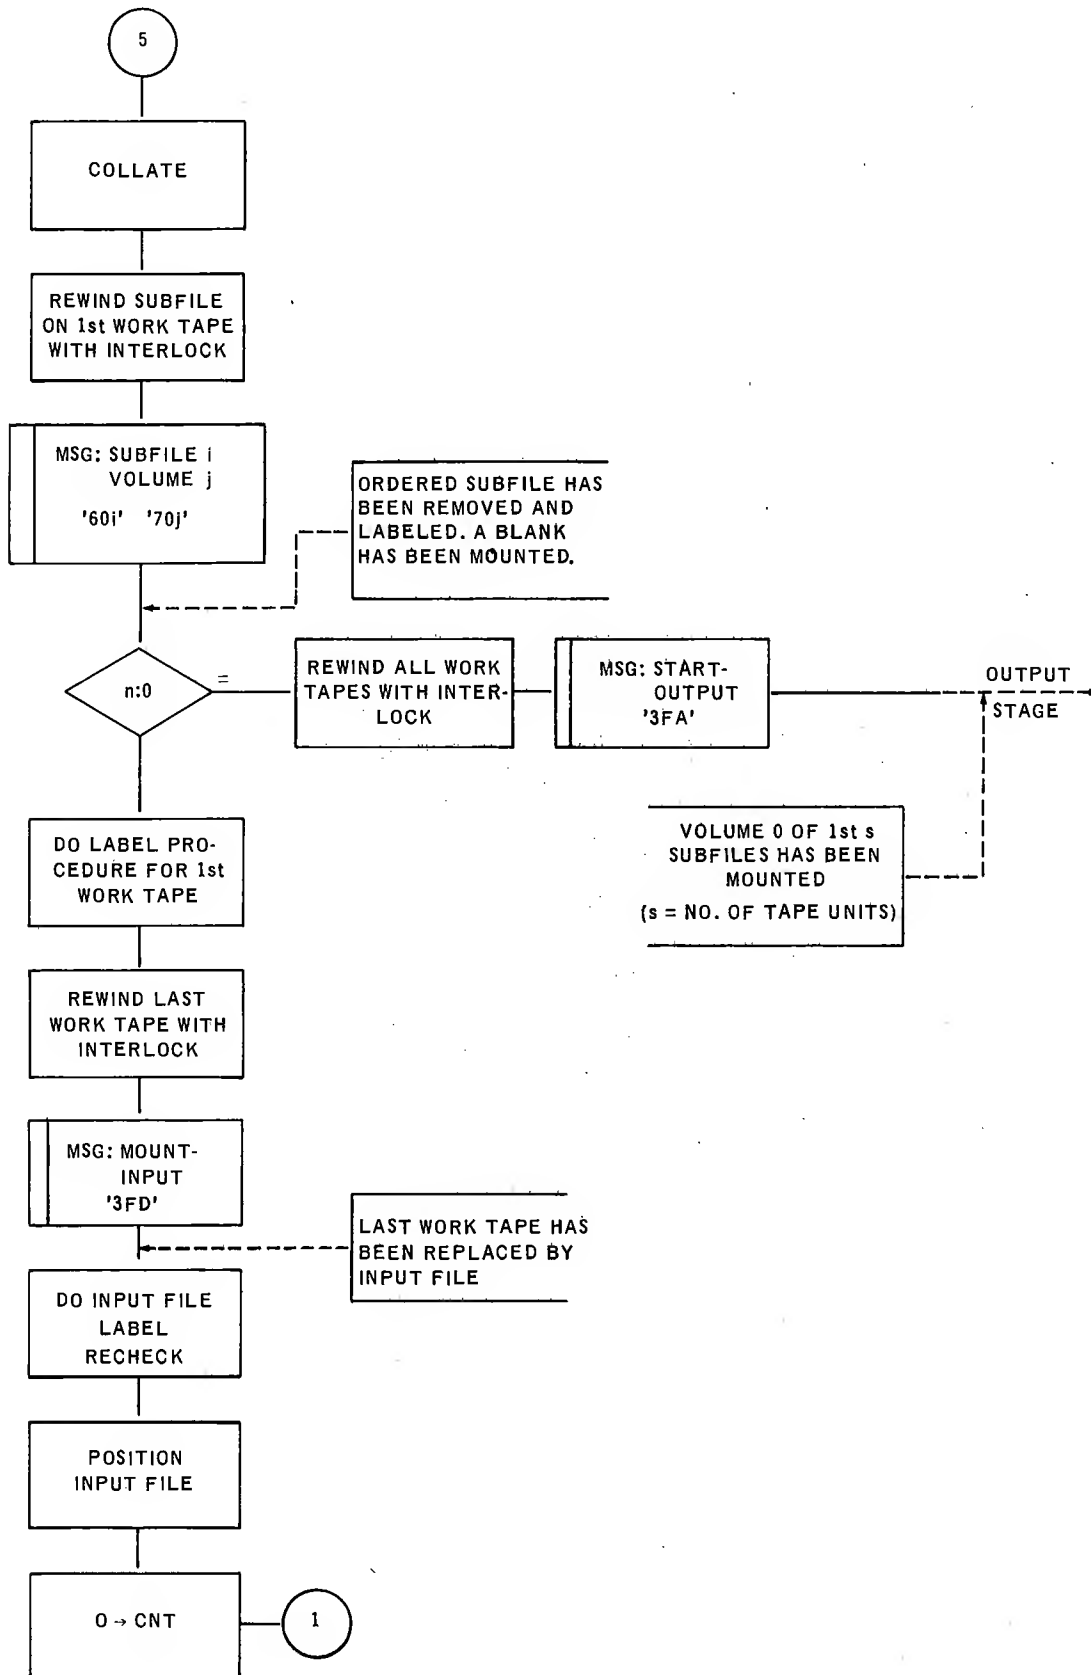 5
COLLATE
REWIND SUBFILE
ON 1st WORK TAPE
WITH INTERLOCK
MSG: SUBFILE i
VOLUME j
'60i' '70j'
ORDERED SUBFILE HAS
BEEN REMOVED AND
LABELED. A BLANK
HAS BEEN MOUNTED.
n:0
=
REWIND ALL WORK
TAPES WITH INTER-
LOCK
MSG: START-
OUTPUT
'3FA'
OUTPUT
STAGE
VOLUME 0 OF 1st s
SUBFILES HAS BEEN
MOUNTED
(s = NO. OF TAPE UNITS)
DO LABEL PRO-
CEDURE FOR 1st
WORK TAPE
REWIND LAST
WORK TAPE WITH
INTERLOCK
MSG: MOUNT-
INPUT
'3FD'
LAST WORK TAPE HAS
BEEN REPLACED BY
INPUT FILE
DO INPUT FILE
LABEL
RECHECK
POSITION
INPUT FILE
0 → CNT
1